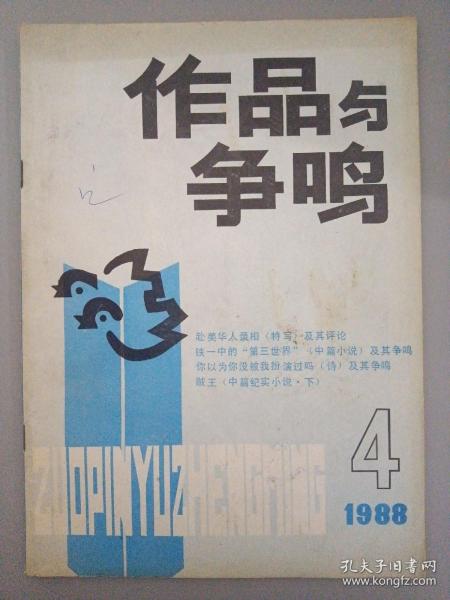 作品与
争鸣
赴美华人景相（特写）及其评论
铁一中的“第三世界”（中篇小说）及其争鸣
你以为你没被我扮演过吗（诗）及其争鸣
贼王（中篇纪实小说·下）
4
ZUOPINYUZHENGMING
1988
孔夫子旧书网
www.kongfz.com